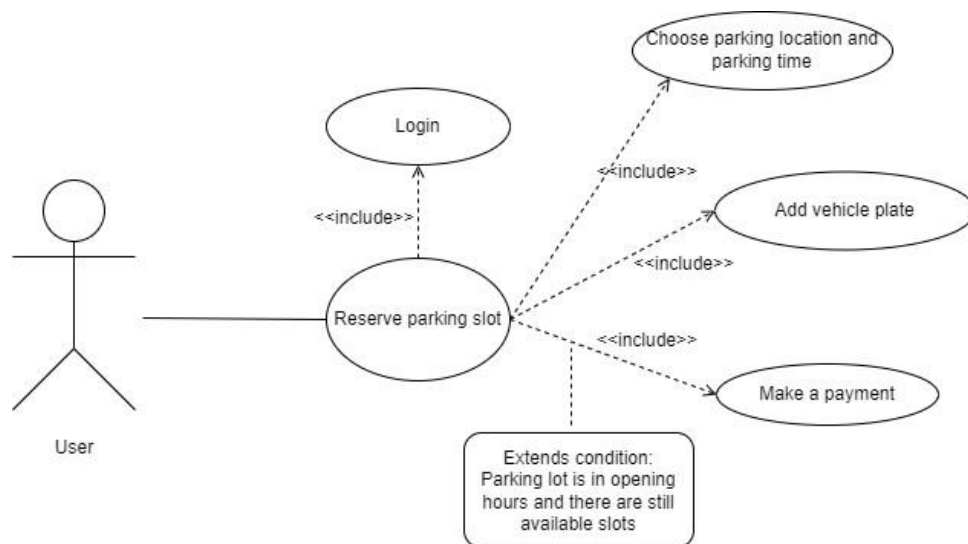 Choose parking location and
parking time
Login
<<include>>
<<include>>
Add vehicle plate
<<include>>
Reserve parking slot
<<include>>
Make a payment
User
Extends condition:
Parking lot is in opening
hours and there are still
available slots